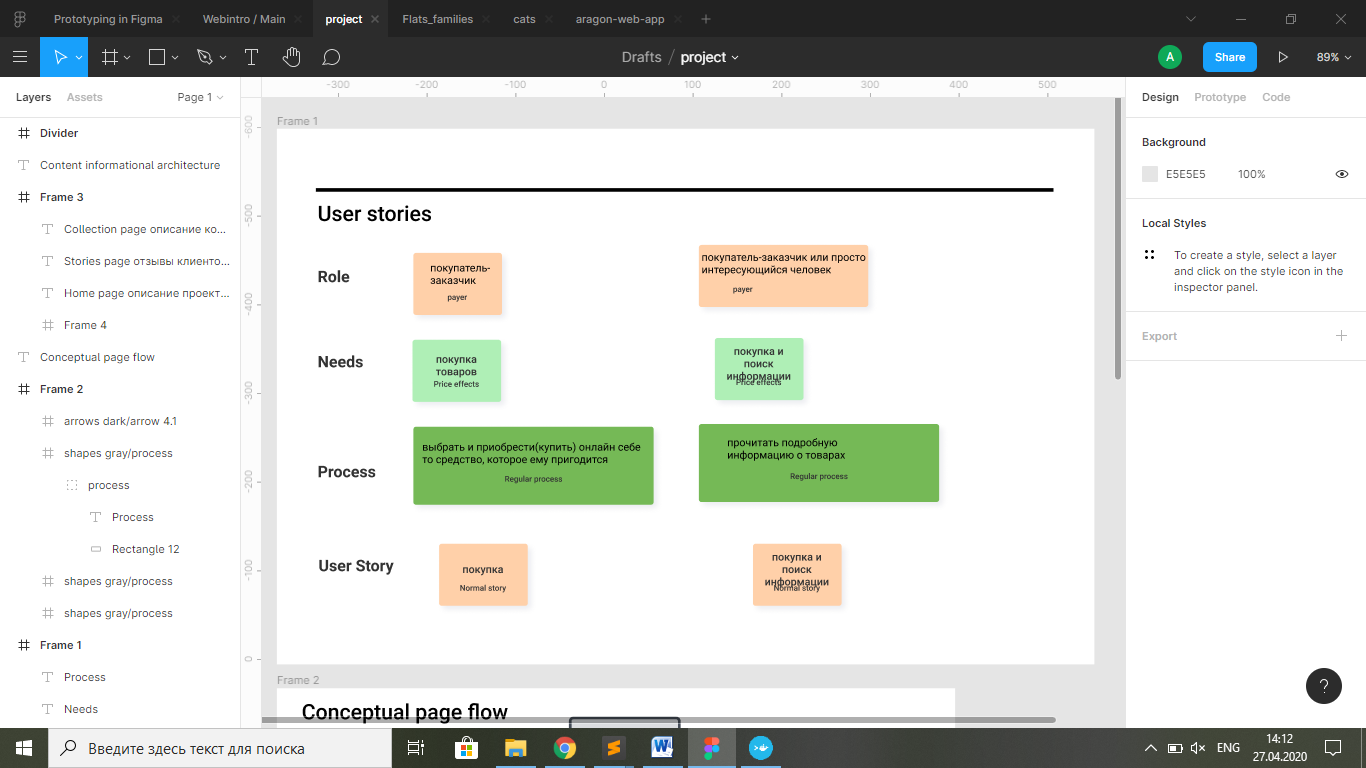 Prototyping in Figma
Webintro / Main
project
Flats_families
cats
aragon-web-app
Drafts / project
A
Share
89%
Layers
Assets
Page 1
-300
-200
-100
0
100
200
300
400
500
Design
Prototype
Code
Divider
Content informational architecture
Frame 3
Collection page описание ко...
Stories page отзывы клиенто...
Home page описание проект...
Frame 4
Conceptual page flow
Frame 2
arrows dark/arrow 4.1
shapes gray/process
process
Process
Rectangle 12
shapes gray/process
shapes gray/process
Frame 1
Process
Needs
-600
-500
-400
-300
-200
-100
0
Frame 1
User stories
Role
покупатель-
заказчик
payer
покупатель-заказчик или просто
интересующийся человек
payer
Needs
покупка
товаров
Price effects
покупка и
поиск
информации
Price effects
Process
выбрать и приобрести(купить) онлайн себе
то средство, которое ему пригодится
Regular process
прочитать подробную
информацию о товарах
Regular process
User Story
покупка
Normal story
покупка и
поиск
информации
Normal story
Frame 2
Conceptual page flow
Background
E5E5E5
100%
Local Styles
To create a style, select a layer
and click on the style icon in the
inspector panel.
Export
?
Введите здесь текст для поиска
ENG
14:12
27.04.2020